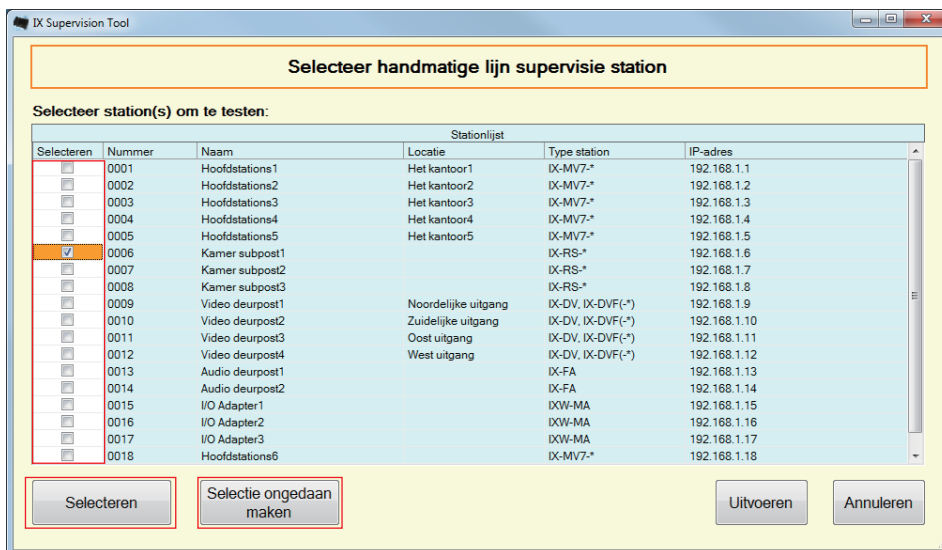 IX Supervision Tool
Selecteer handmatige lijn supervisie station
Selecteer station(s) om te testen:
Stationlijst
Selecteren Nummer Naam Locatie Type station IP-adres
0001 Hoofdstations1 Het kantoor1 IX-MV7-* 192.168.1.1
0002 Hoofdstations2 Het kantoor2 IX-MV7-* 192.168.1.2
0003 Hoofdstations3 Het kantoor3 IX-MV7-* 192.168.1.3
0004 Hoofdstations4 Het kantoor4 IX-MV7-* 192.168.1.4
0005 Hoofdstations5 Het kantoor5 IX-MV7-* 192.168.1.5
0006 Kamer subpost1 IX-RS-* 192.168.1.6
0007 Kamer subpost2 IX-RS-* 192.168.1.7
0008 Kamer subpost3 IX-RS-* 192.168.1.8
0009 Video deurpost1 Noordelijke uitgang IX-DV, IX-DVF(-*) 192.168.1.9
0010 Video deurpost2 Zuidelijke uitgang IX-DV, IX-DVF(-*) 192.168.1.10
0011 Video deurpost3 Oost uitgang IX-DV, IX-DVF(-*) 192.168.1.11
0012 Video deurpost4 West uitgang IX-DV, IX-DVF(-*) 192.168.1.12
0013 Audio deurpost1 IX-FA 192.168.1.13
0014 Audio deurpost2 IX-FA 192.168.1.14
0015 I/O Adapter1 IXW-MA 192.168.1.15
0016 I/O Adapter2 IXW-MA 192.168.1.16
0017 I/O Adapter3 IXW-MA 192.168.1.17
0018 Hoofdstations6 IX-MV7-* 192.168.1.18
Selecteren
Selectie ongedaan
maken
Uitvoeren
Annuleren